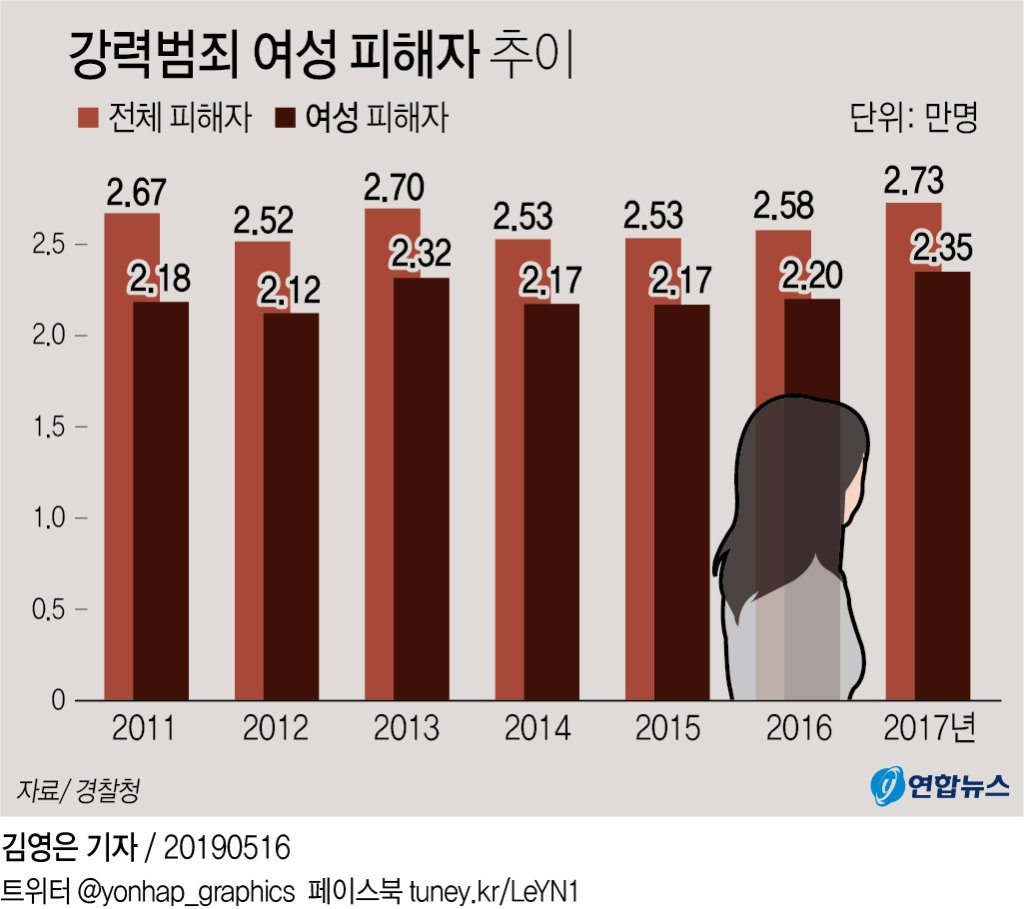 강력범죄 여성 피해자 추이
전체 피해자 여성 피해자 단위: 만명
2.67 2.52 2.70 2.53 2.53 2.58 2.73
2.18 2.12 2.32 2.17 2.17 2.20 2.35
2.5
2.0
1.5
1.0
0.5
0
2011 2012 2013 2014 2015 2016 2017년
자료/ 경찰청 y 연합뉴스
김영은 기자 / 20190516
트위터 @yonhap_graphics 페이스북 tuney.kr/LeYN1